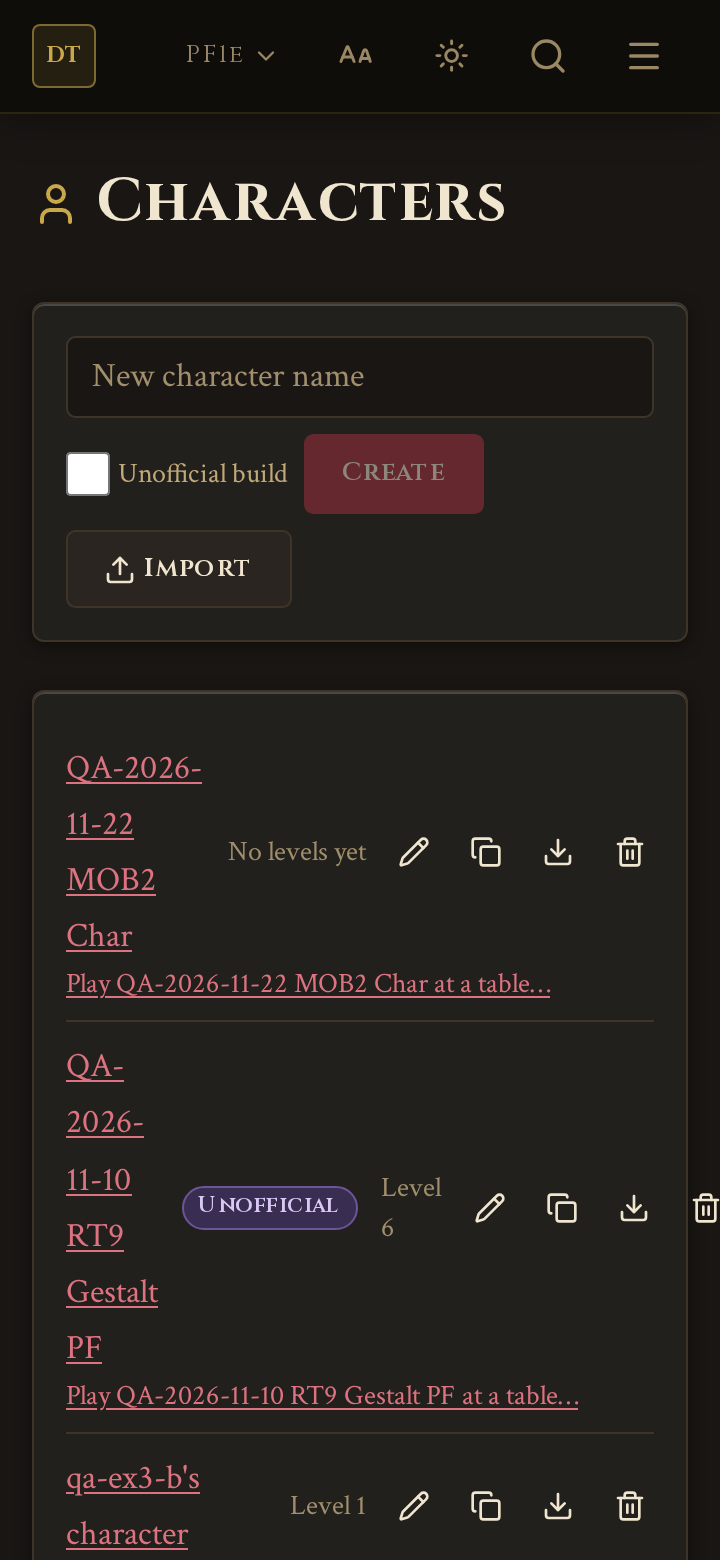 DT
PF1E
AA
Characters
New character name
Unofficial build
Create
Import
QA-2026-
11-22
MOB2
Char
No levels yet
Play QA-2026-11-22 MOB2 Char at a table…
QA-
2026-
11-10
RT9
Gestalt
PF
Unofficial
Level
6
Play QA-2026-11-10 RT9 Gestalt PF at a table…
qa-ex3-b's
character
Level 1